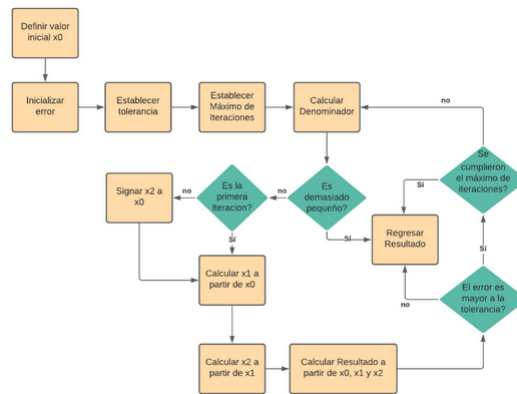 Definir valor
inicial x0
Inicializar
error
Establecer
tolerancia
Establecer
Máximo de
Iteraciones
Calcular
Denominador
no
Se
cumplieron
el máximo de
iteraciones?
Sí
Es
demasiado
pequeño?
no
Es la
primera
iteracion?
no
Signar x2 a
x0
Sí
Regresar
Resultado
Sí
Sí
Calcular x1 a
partir de x0
El error es
mayor a la
tolerancia?
no
Calcular x2 a
partir de x1
Calcular Resultado a
partir de x0, x1 y x2